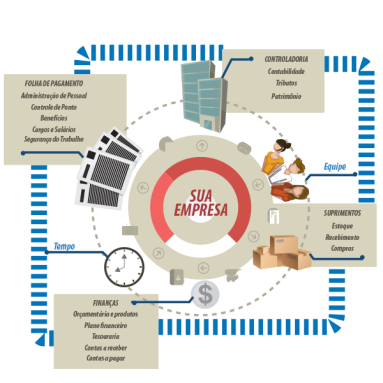 CONTROLADORIA
Contabilidade
Tributos
Patrimônio
FOLHA DE PAGAMENTO
Administração de Pessoal
Controle de Ponto
Benefícios
Cargos e Salários
Segurança do Trabalho
Equipe
SUA
EMPRESA
SUPRIMENTOS
Estoque
Recebimento
Compras
Tempo
FINANÇAS
Orçamentário e produtos
Plano financeiro
Tesouraria
Contas a receber
Contas a pagar
$